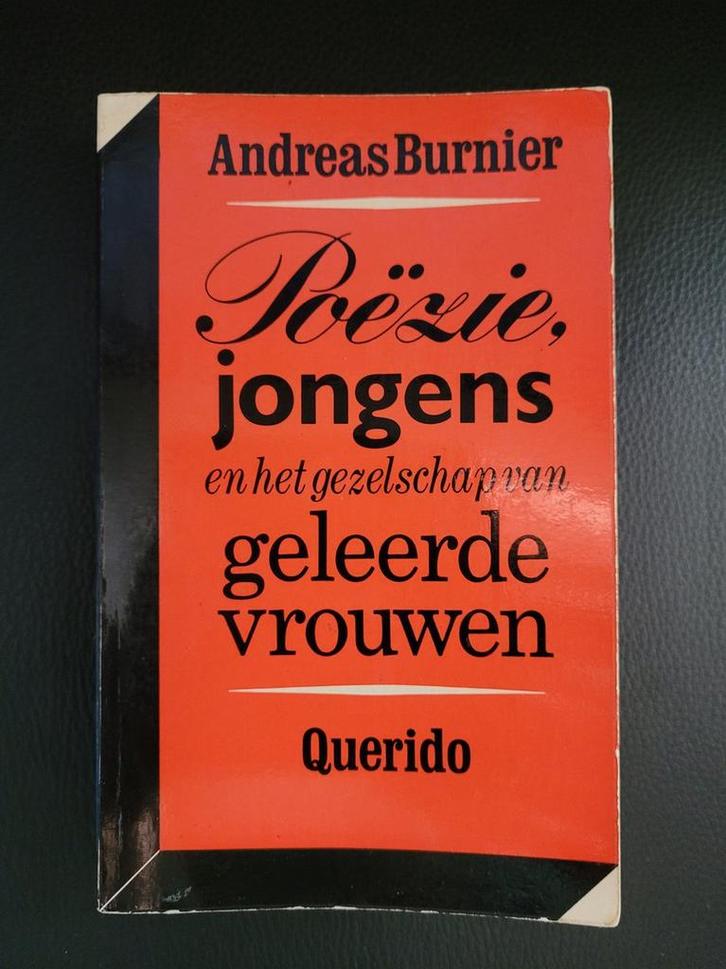 Andreas Burnier
Poëzie,
jongens
en het gezelschap van
geleerde
vrouwen
Querido